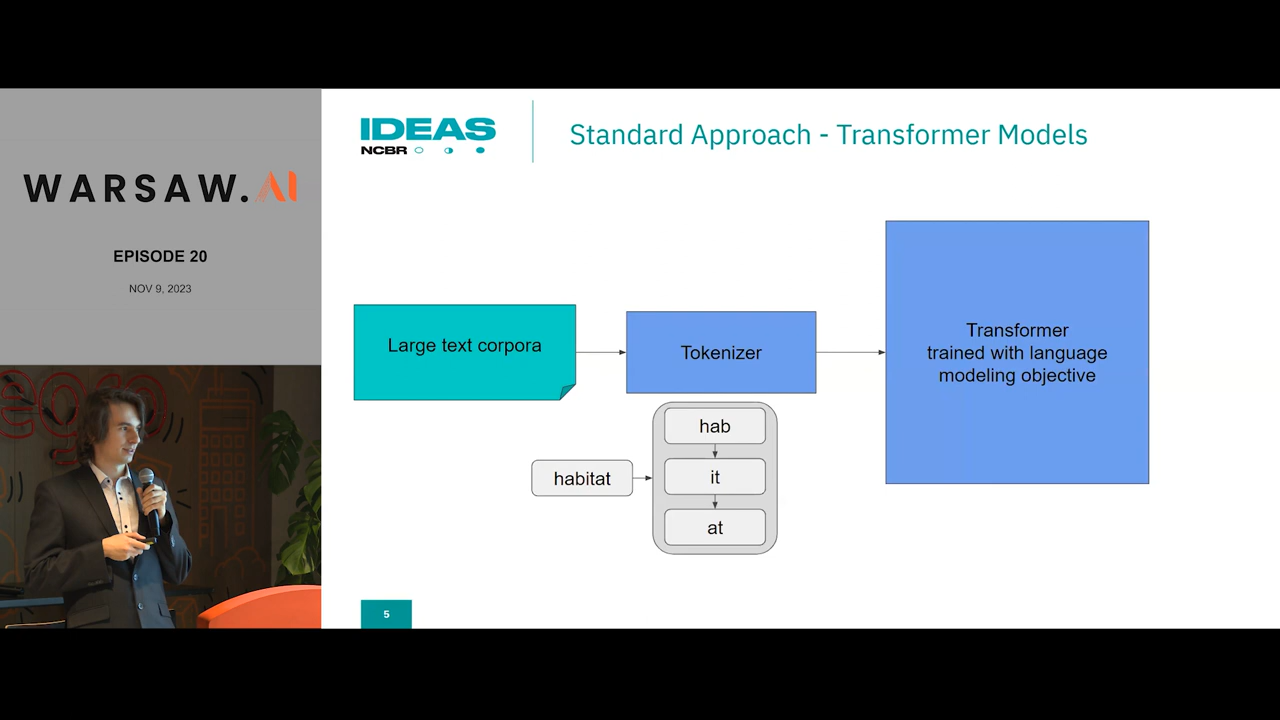 WARSAW.AI
EPISODE 20
NOV 9, 2023
IDEAS
NCBR
Standard Approach - Transformer Models
Large text corpora
Tokenizer
Transformer
trained with language
modeling objective
habitat
hab
it
at
5